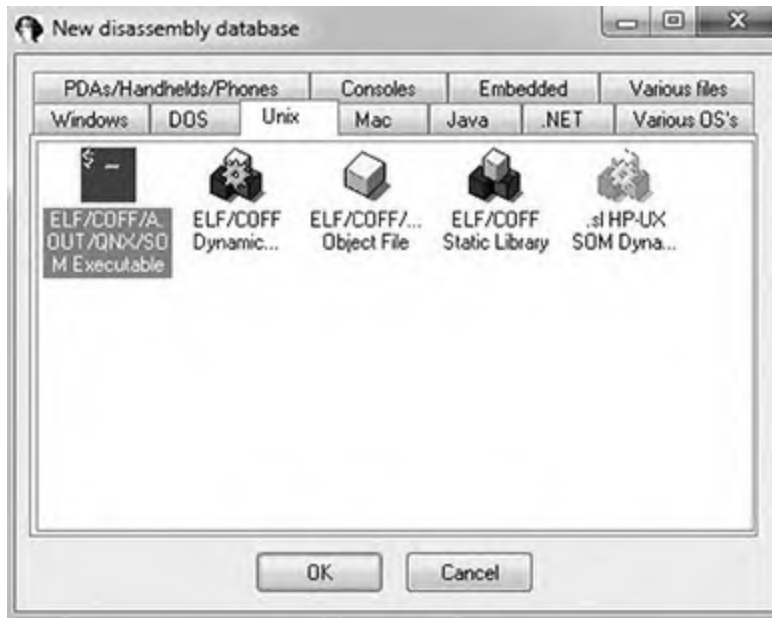 New disassembly database
PDAs/Handhelds/Phones Consoles Embedded Various files
Windows DOS Unix Mac Java .NET Various OS's
$ _
ELF/COFF/A.
OUT/QNX/SO
M Executable
ELF/COFF
Dynamic...
ELF/COFF/...
Object File
ELF/COFF
Static Library
.sl HP-UX
SOM Dyna...
OK Cancel